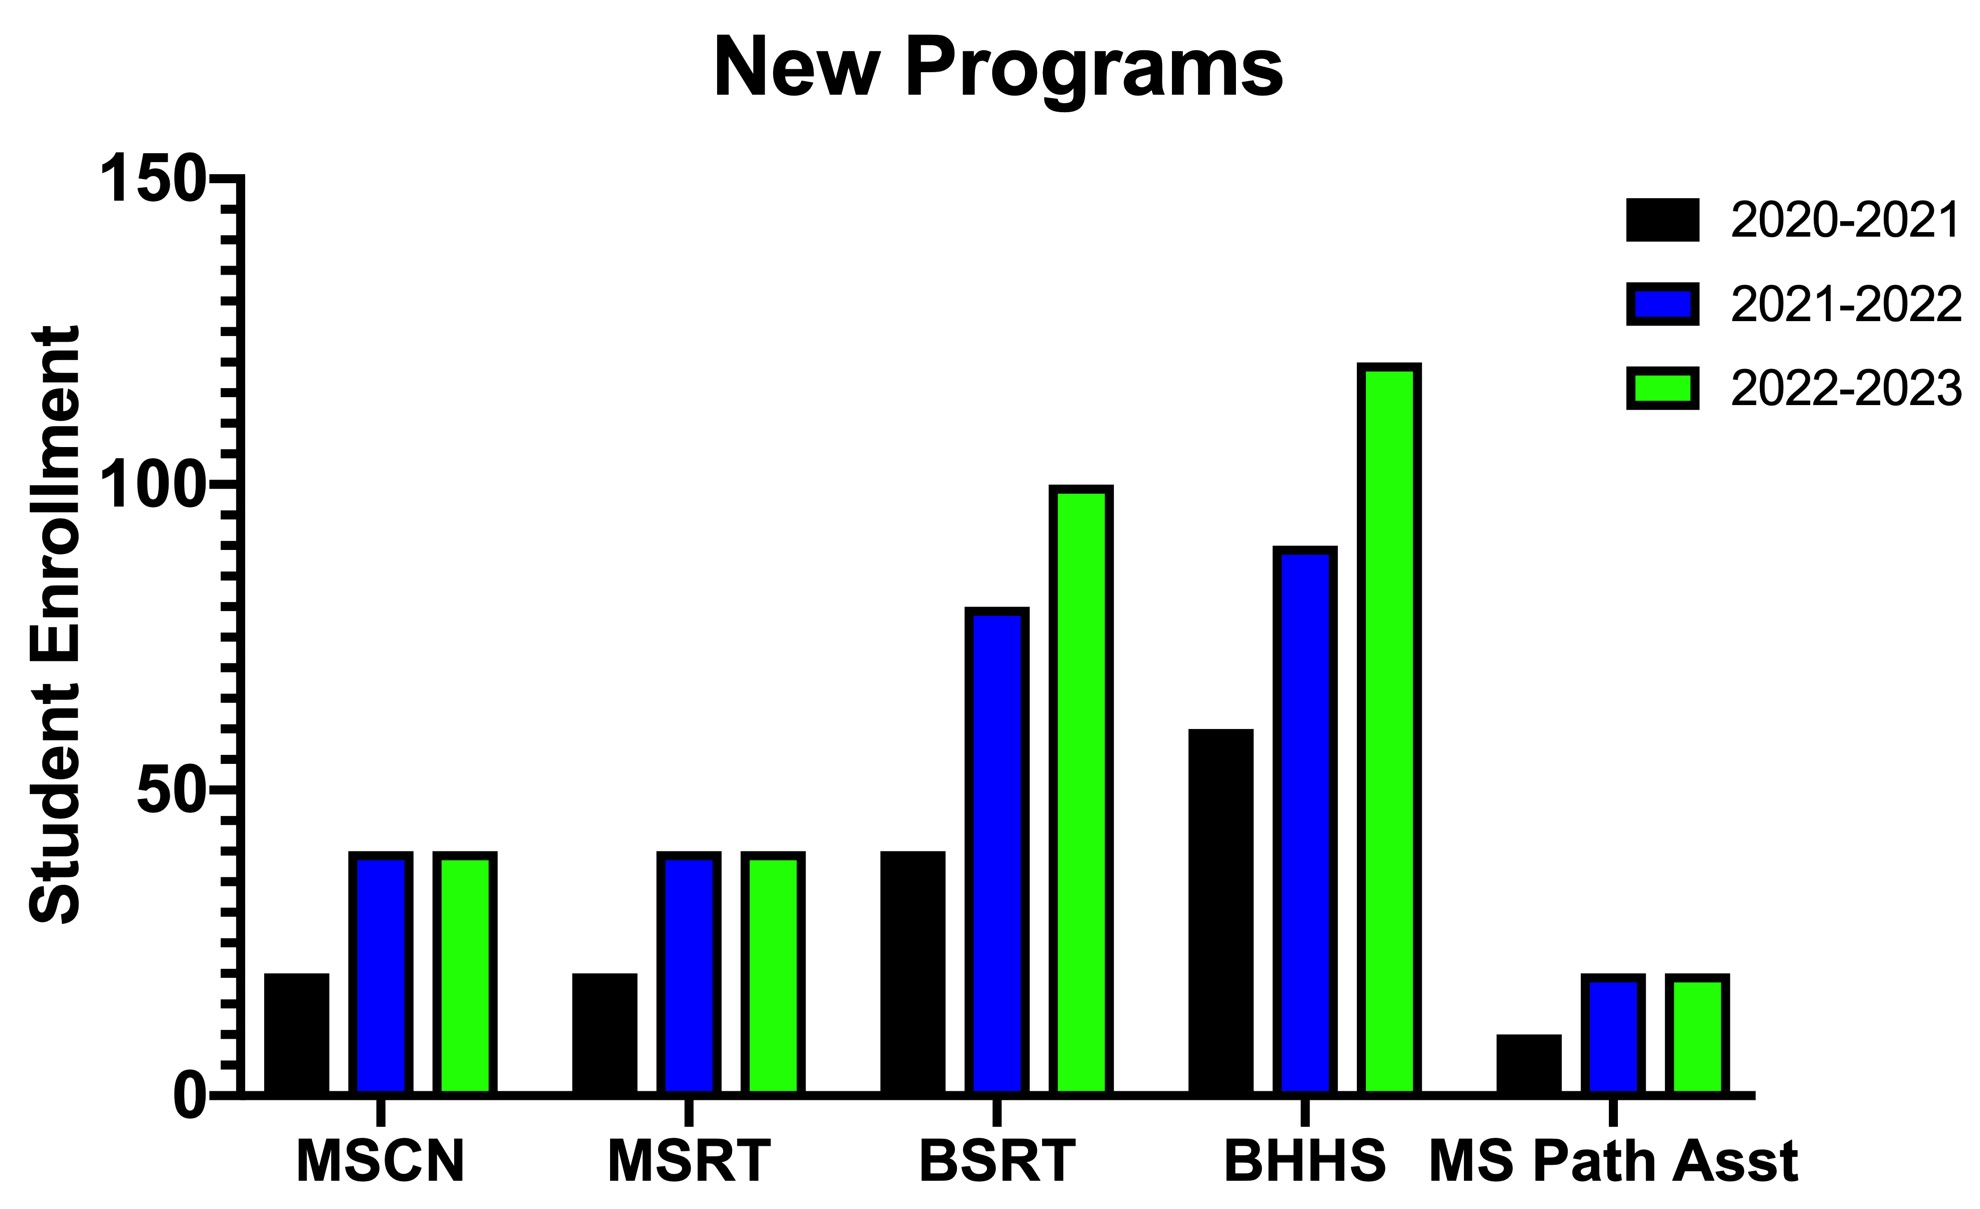 New Programs
150
100
50
0
Student Enrollment
2020-2021
2021-2022
2022-2023
MSCN
MSRT
BSRT
BHHS
MS Path Asst